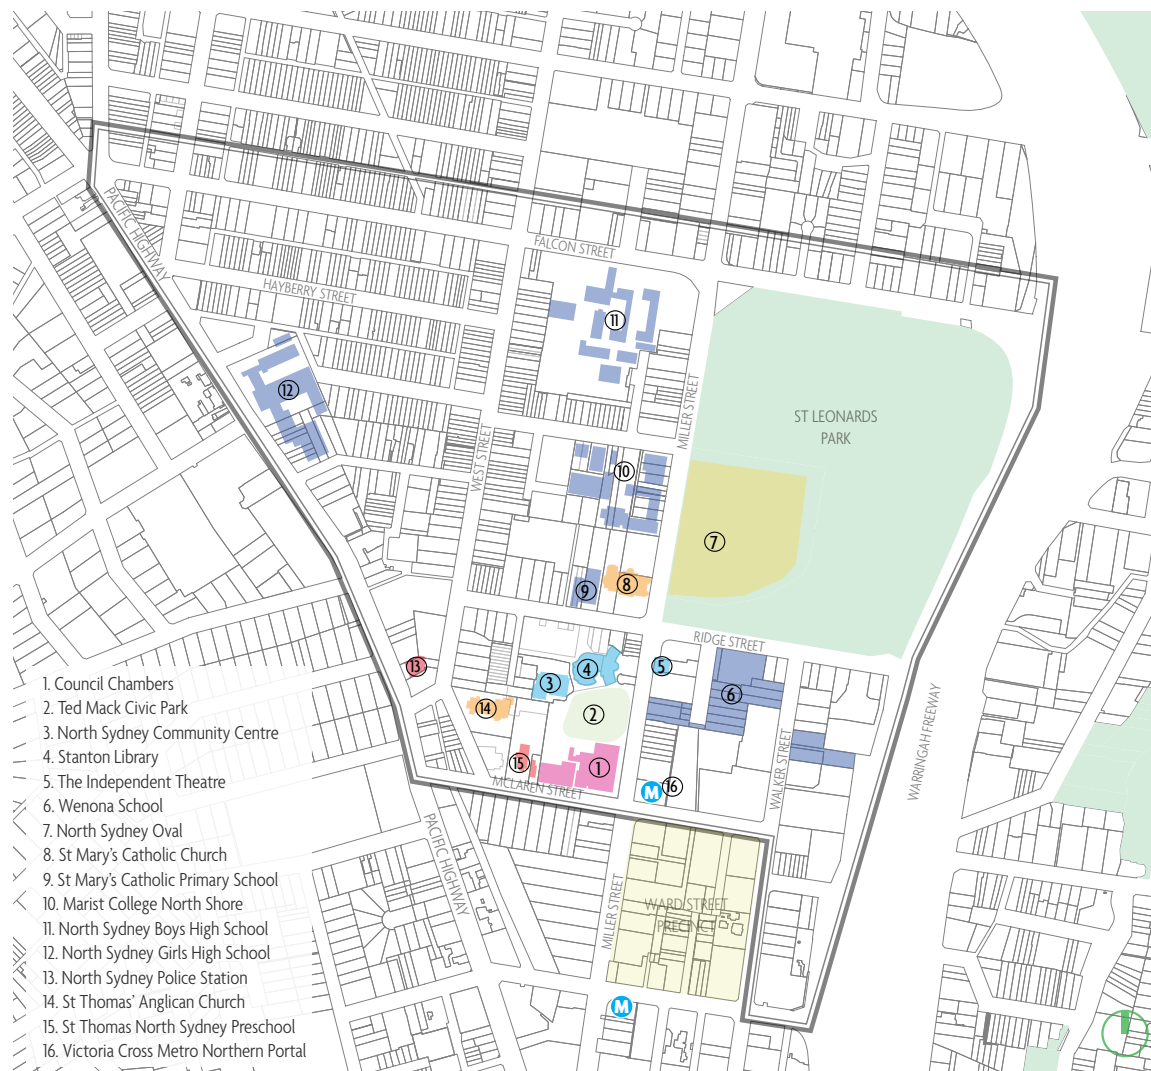 FALCON STREET
PACIFIC HIGHWAY
HAYBERRY STREET
11
12
MILLER STREET
ST LEONARDS
PARK
WEST STREET
10
7
9
8
RIDGE STREET
13
4
5
3
6
14
2
WARRINGAH FREEWAY
WALKER STREET
15
1
M
16
MCLAREN STREET
PACIFIC HIGHWAY
MILLER STREET
WARD STREET
PRECINCT
M
1. Council Chambers
2. Ted Mack Civic Park
3. North Sydney Community Centre
4. Stanton Library
5. The Independent Theatre
6. Wenona School
7. North Sydney Oval
8. St Mary's Catholic Church
9. St Mary's Catholic Primary School
10. Marist College North Shore
11. North Sydney Boys High School
12. North Sydney Girls High School
13. North Sydney Police Station
14. St Thomas' Anglican Church
15. St Thomas North Sydney Preschool
16. Victoria Cross Metro Northern Portal